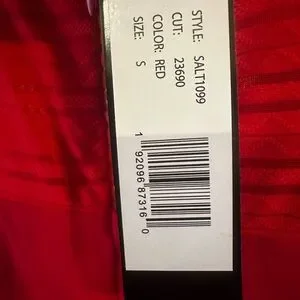 STYLE: SALT1099
CUT: 23690
COLOR: RED
SIZE: S
1 92096 87316 0